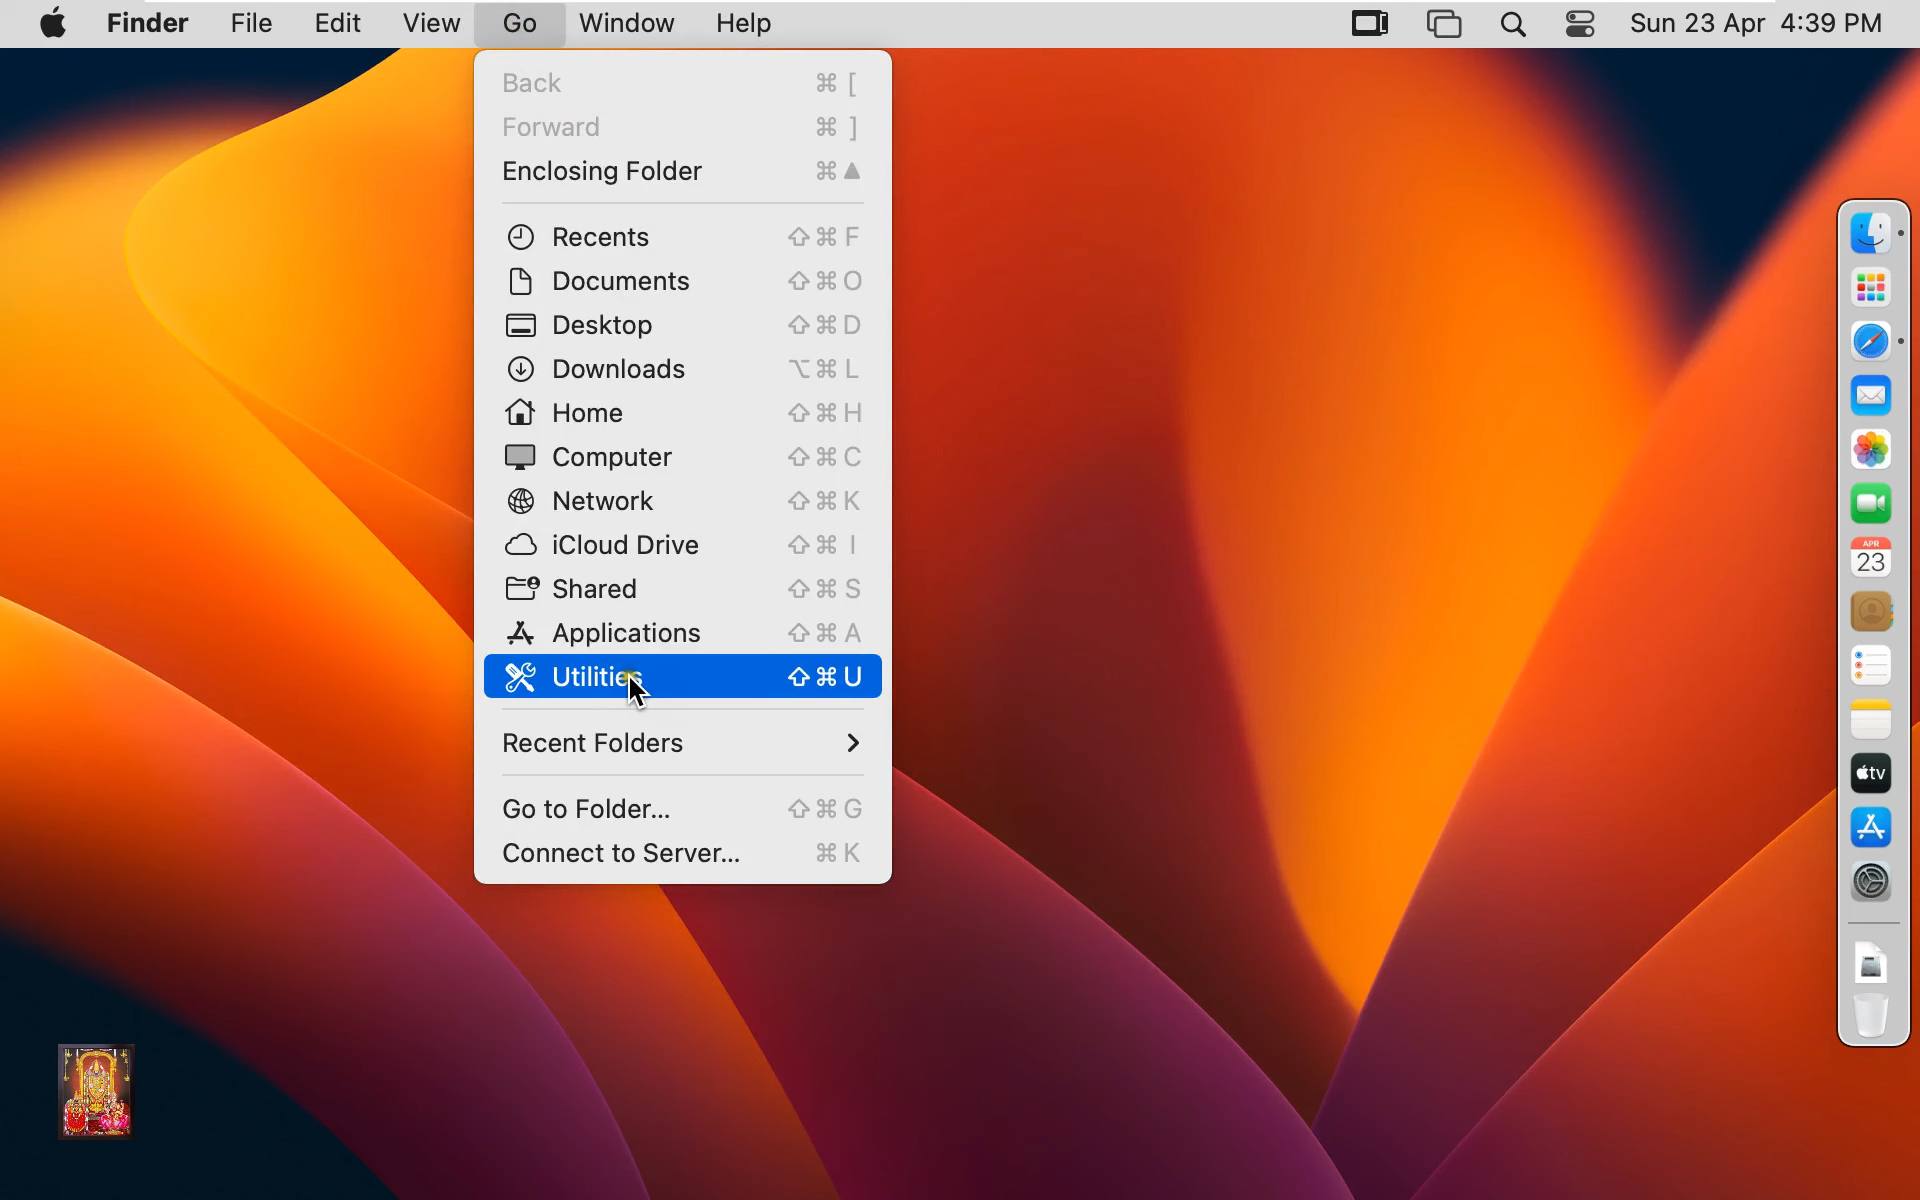 Finder File Edit View Go Window Help Sun 23 Apr 4:39 PM
Back ⌘ [
Forward ⌘ ]
Enclosing Folder ⌘ ▲
Recents ⇧ ⌘ F
Documents ⇧ ⌘ O
Desktop ⇧ ⌘ D
Downloads ⌥ ⌘ L
Home ⇧ ⌘ H
Computer ⇧ ⌘ C
Network ⇧ ⌘ K
iCloud Drive ⇧ ⌘ I
Shared ⇧ ⌘ S
Applications ⇧ ⌘ A
Utilities ⇧ ⌘ U
Recent Folders
Go to Folder... ⇧ ⌘ G
Connect to Server... ⌘ K
APR
23
tv